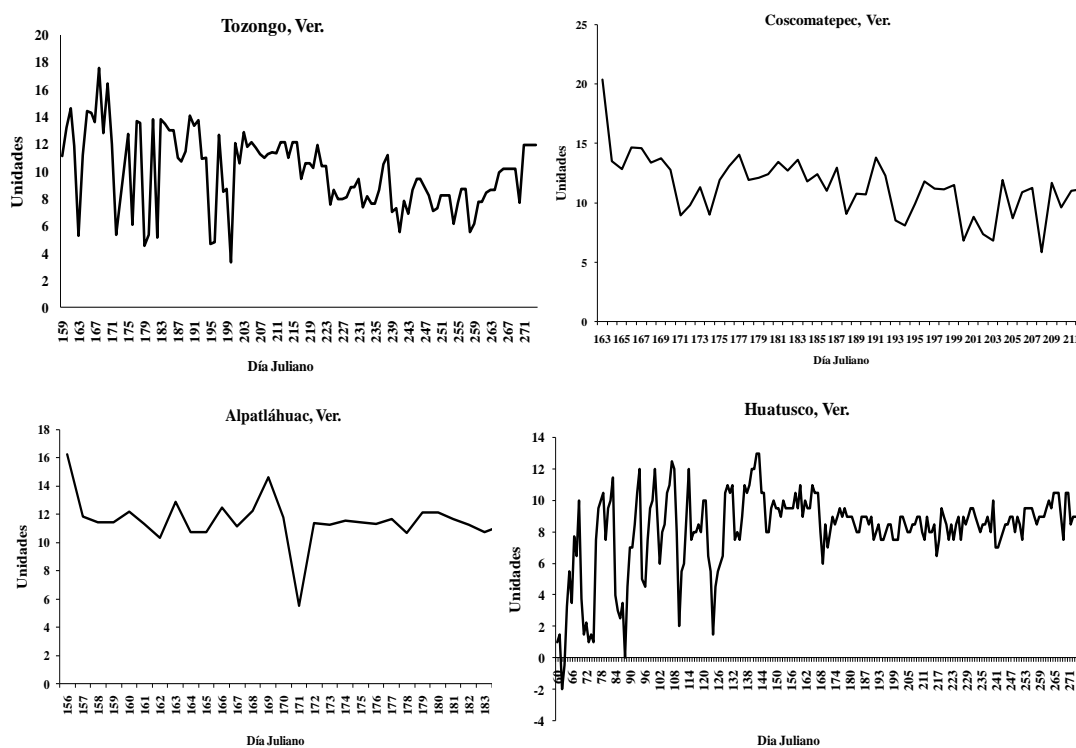 Tozongo, Ver.
20
18
16
14
12
10
8
6
4
2
0
Unidades
159 163 167 171 175 179 183 187 191 195 199 203 207 211 215 219 223 227 231 235 239 243 247 251 255 259 263 267 271
Día Juliano
Coscomatepec, Ver.
25
20
15
10
5
0
Unidades
163 165 167 169 171 173 175 177 179 181 183 185 187 189 191 193 195 197 199 201 203 205 207 209 211
Día Juliano
Alpatláhuac, Ver.
18
16
14
12
10
8
6
4
2
0
Unidades
156 157 158 159 160 161 162 163 164 165 166 167 168 169 170 171 172 173 174 175 176 177 178 179 180 181 182 183
Día Juliano
Huatusco, Ver.
14
12
10
8
6
4
2
0
-2
-4
Unidades
60 66 72 78 84 90 96 102 108 114 120 126 132 138 144 150 156 162 168 174 180 187 193 199 205 211 217 223 229 235 241 247 253 259 265 271
Dia Juliano